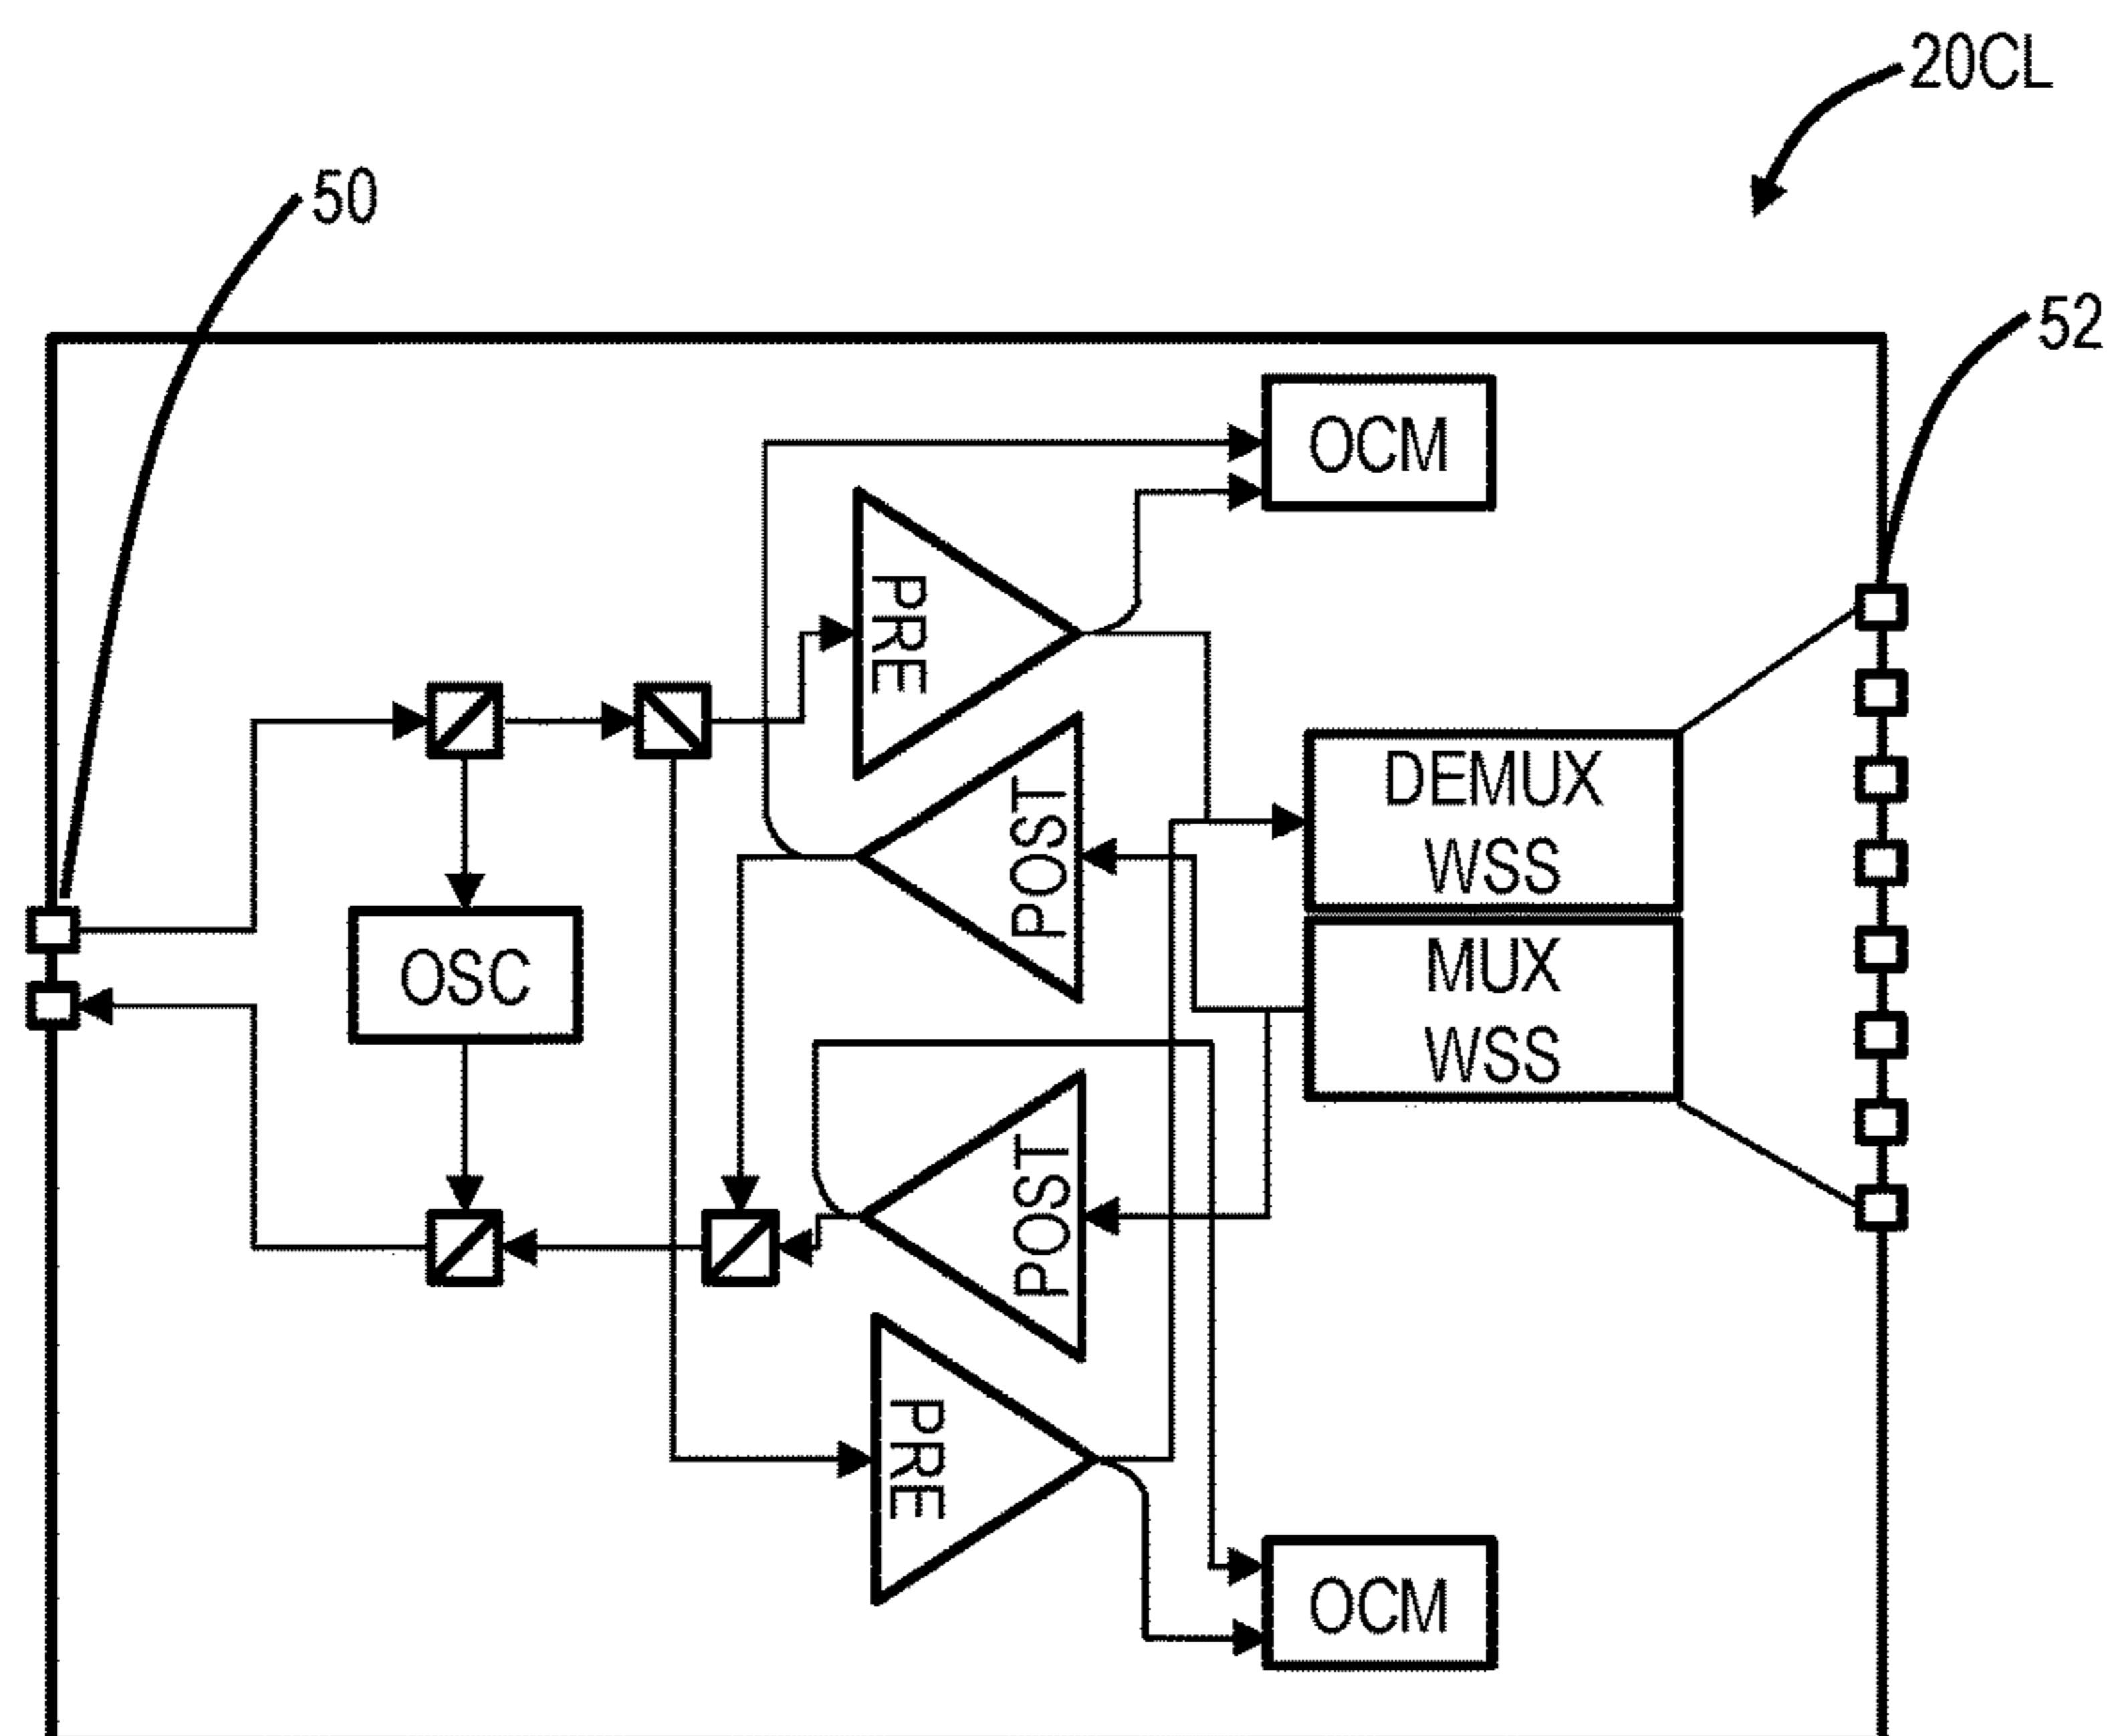 20CL
50
52
OCM
PRE
DEMUX
WSS
POST
OSC
MUX
WSS
POST
PRE
OCM